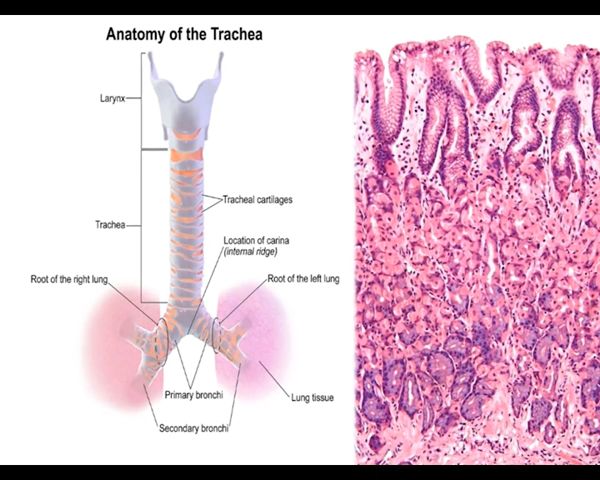 Anatomy of the Trachea
Larynx
Trachea
Tracheal cartilages
Location of carina
(internal ridge)
Root of the right lung
Root of the left lung
Primary bronchi
Lung tissue
Secondary bronchi